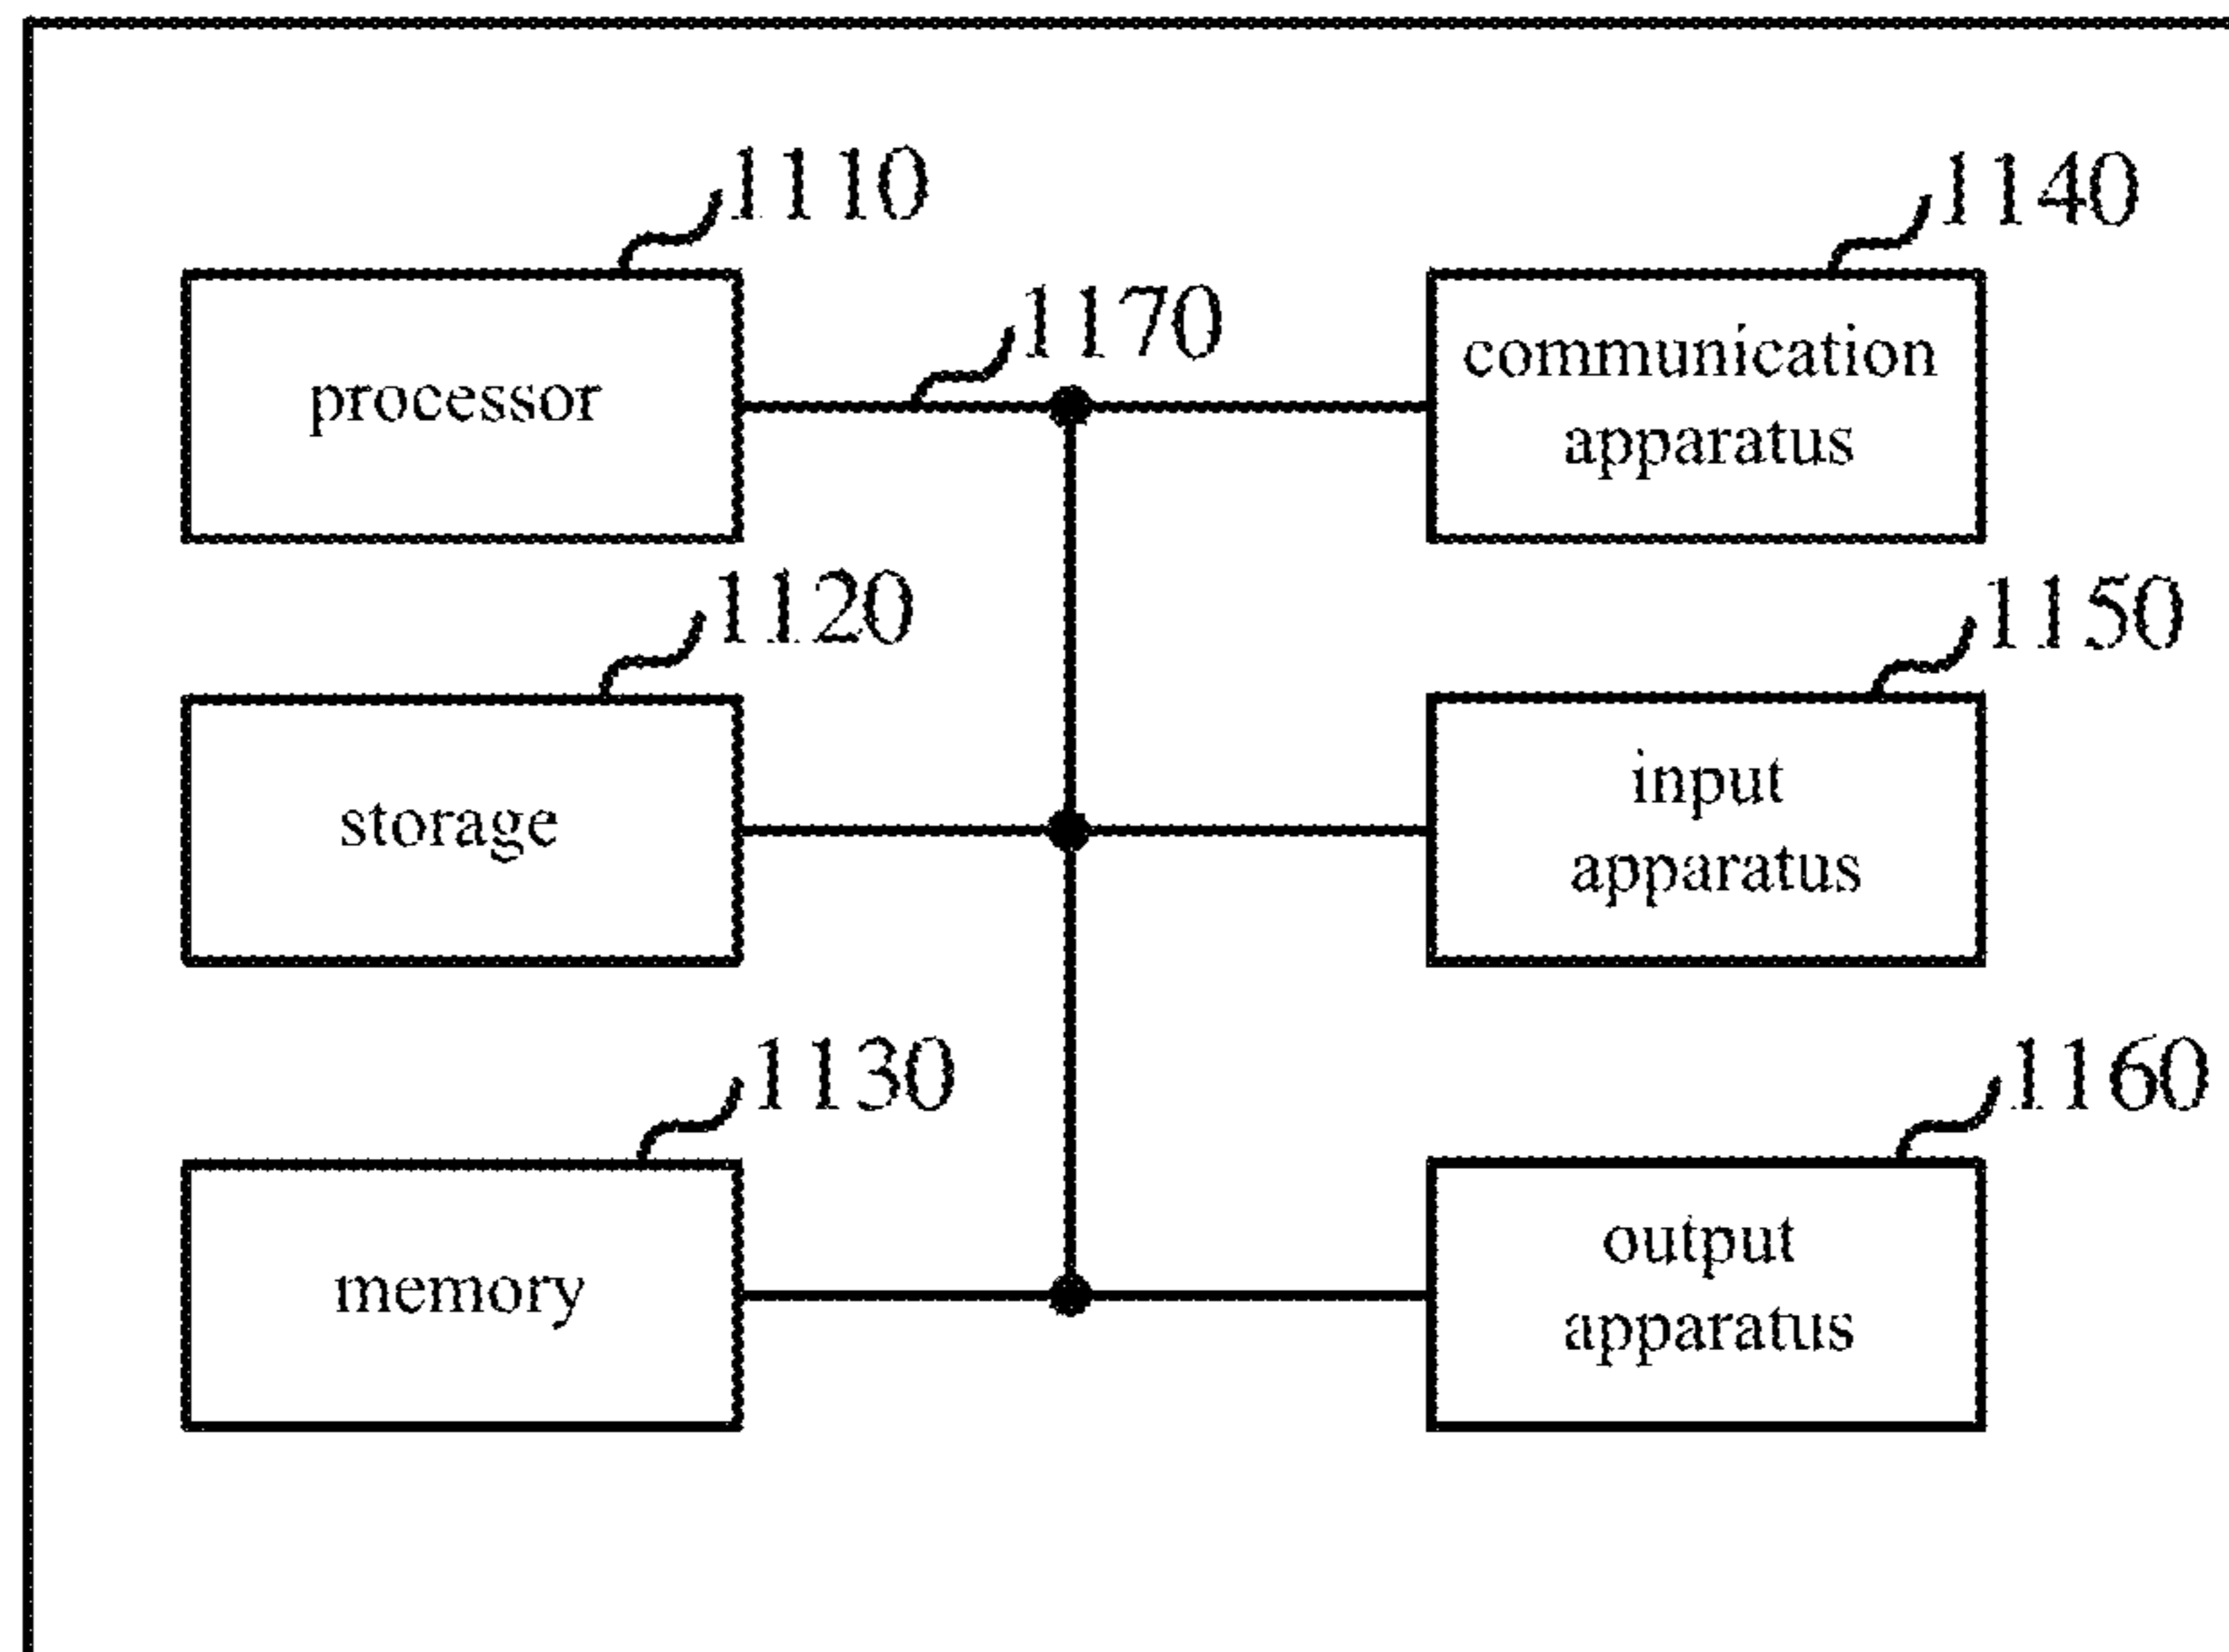 1110
1140
1170
processor
communication
apparatus
1120
1150
storage
input
apparatus
1130
1160
memory
output
apparatus